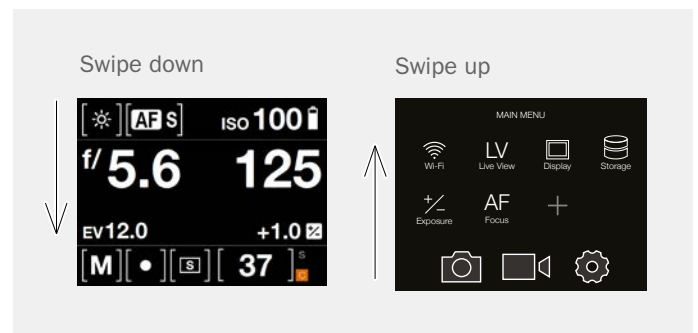 Swipe down
Swipe up
[ ][AF S] ISO 100
f/5.6 125
EV12.0 +1.0
[M][•][S][ 37 ] S
C
MAIN MENU
Wi-Fi
LV
Live View
Display
Storage
+/–
Exposure
AF
Focus
+